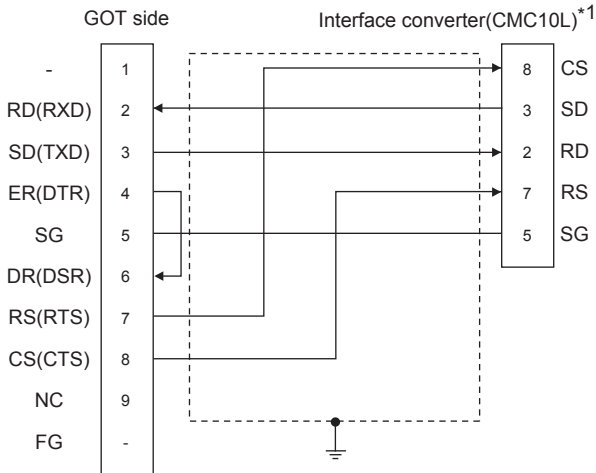 GOT side Interface converter(CMC10L)*1
- 1 8 CS
RD(RXD) 2 3 SD
SD(TXD) 3 2 RD
ER(DTR) 4 7 RS
SG 5 5 SG
DR(DSR) 6
RS(RTS) 7
CS(CTS) 8
NC 9
FG -